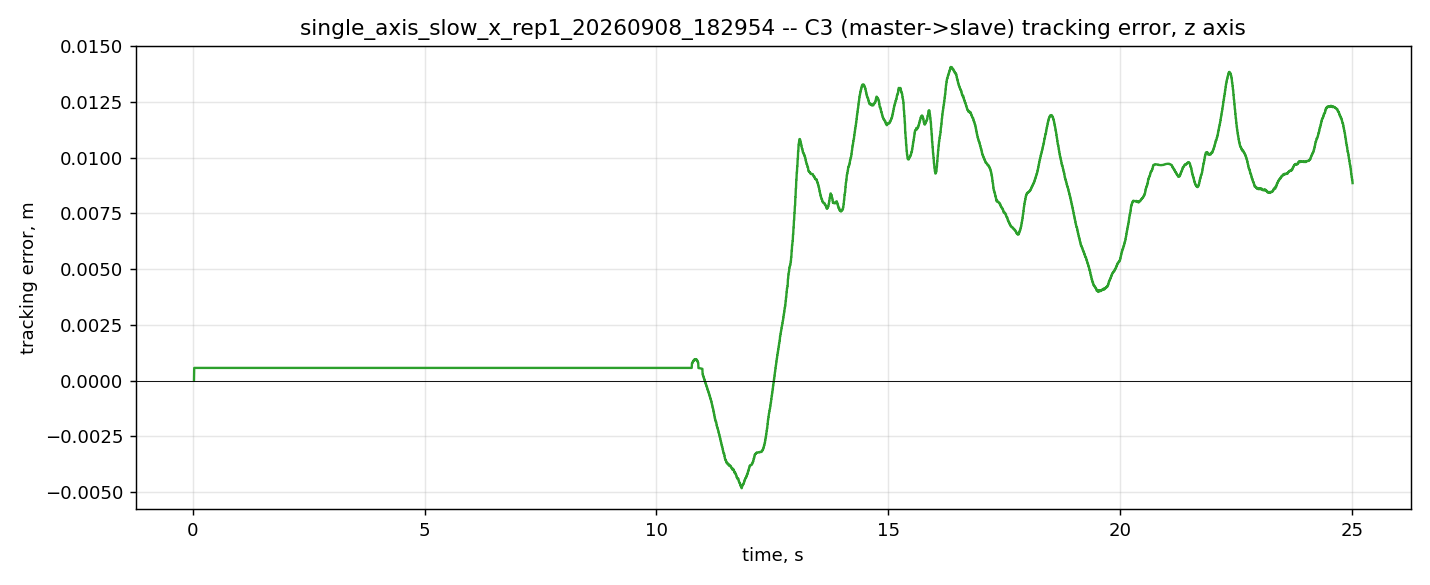 single_axis_slow_x_rep1_20260908_182954 -- C3 (master->slave) tracking error, z axis
0.0150
0.0125
0.0100
0.0075
0.0050
0.0025
0.0000
−0.0025
−0.0050
tracking error, m
0 5 10 15 20 25
time, s